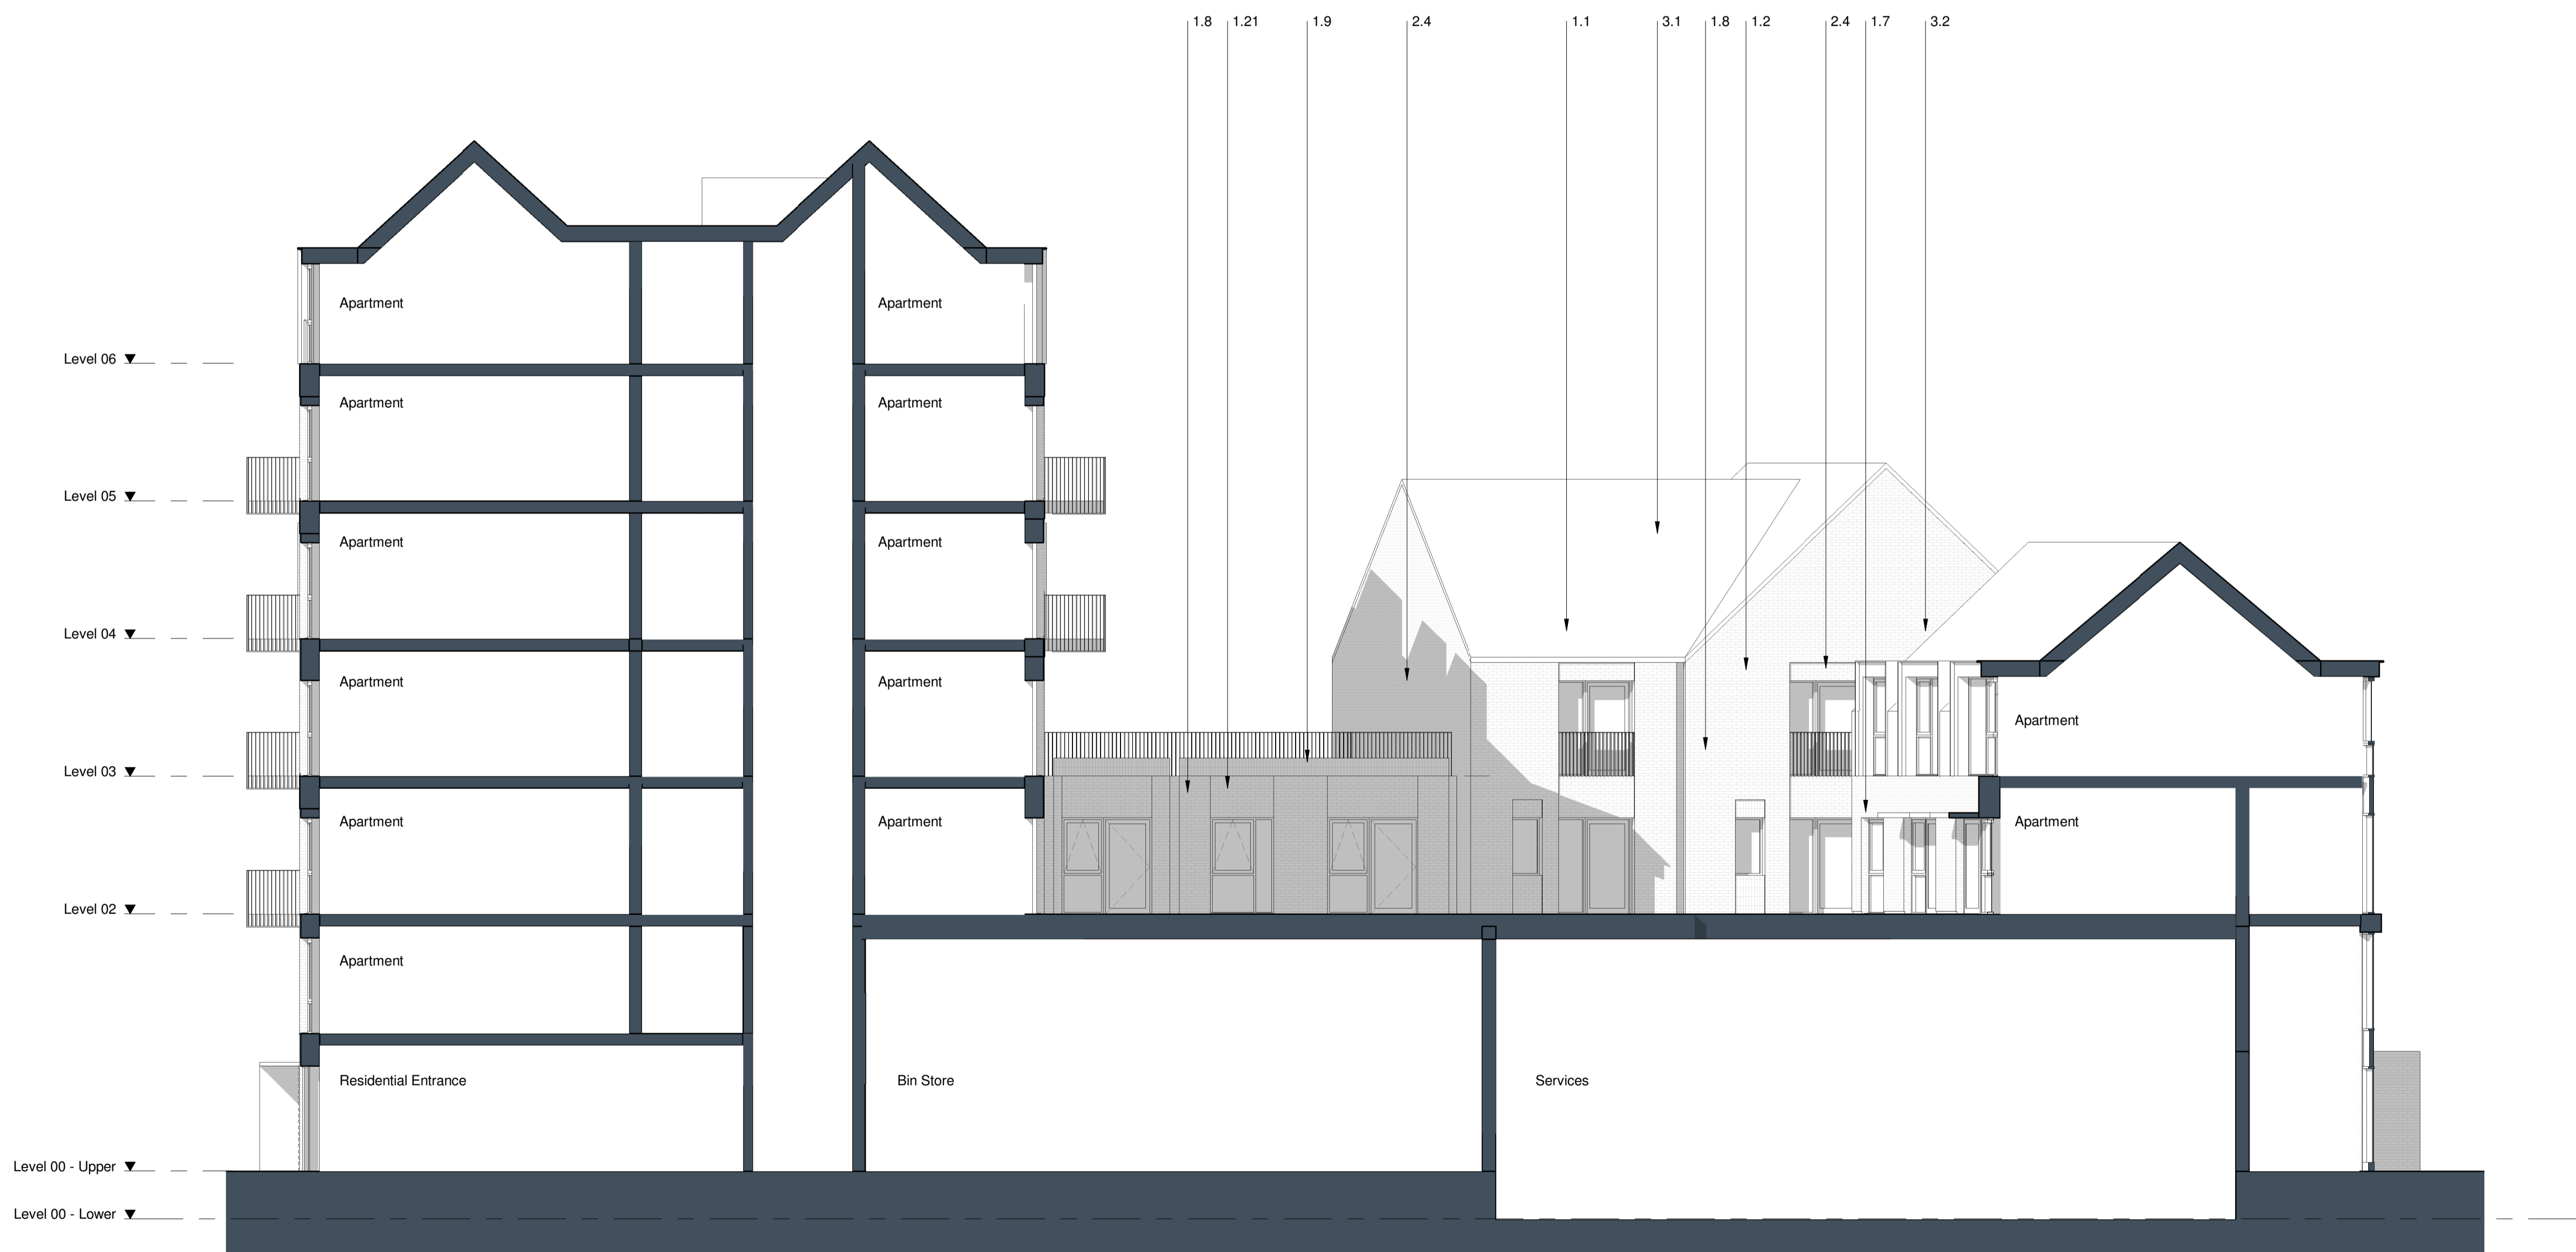 1.8 1.21 1.9 2.4 1.1 3.1 1.8 1.2 2.4 1.7 3.2
Apartment Apartment
Level 06
Apartment Apartment
Level 05
Apartment Apartment
Level 04
Apartment Apartment
Apartment
Level 03
Apartment Apartment Apartment
Level 02
Apartment
Residential Entrance Bin Store Services
Level 00 - Upper
Level 00 - Lower